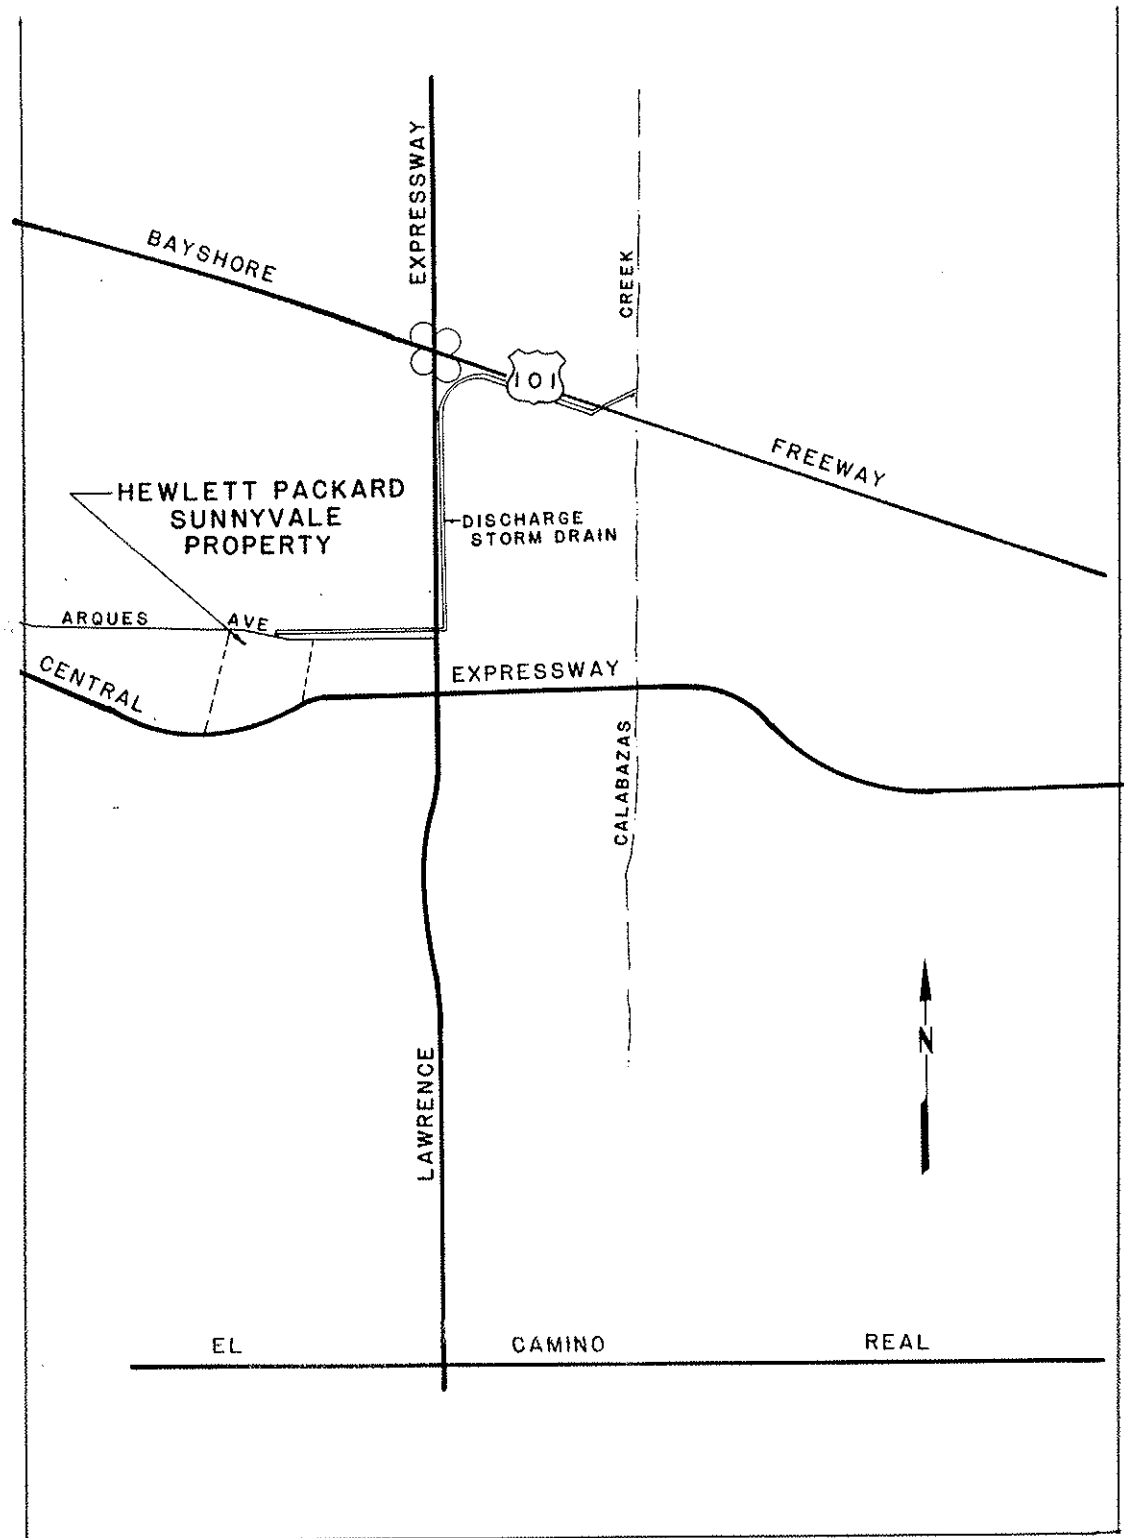 EXPRESSWAY
BAYSHORE
CREEK
101
FREEWAY
HEWLETT PACKARD
SUNNYVALE
PROPERTY
DISCHARGE
STORM DRAIN
ARQUES AVE
CENTRAL EXPRESSWAY
CALABAZAS
N
LAWRENCE
EL CAMINO REAL